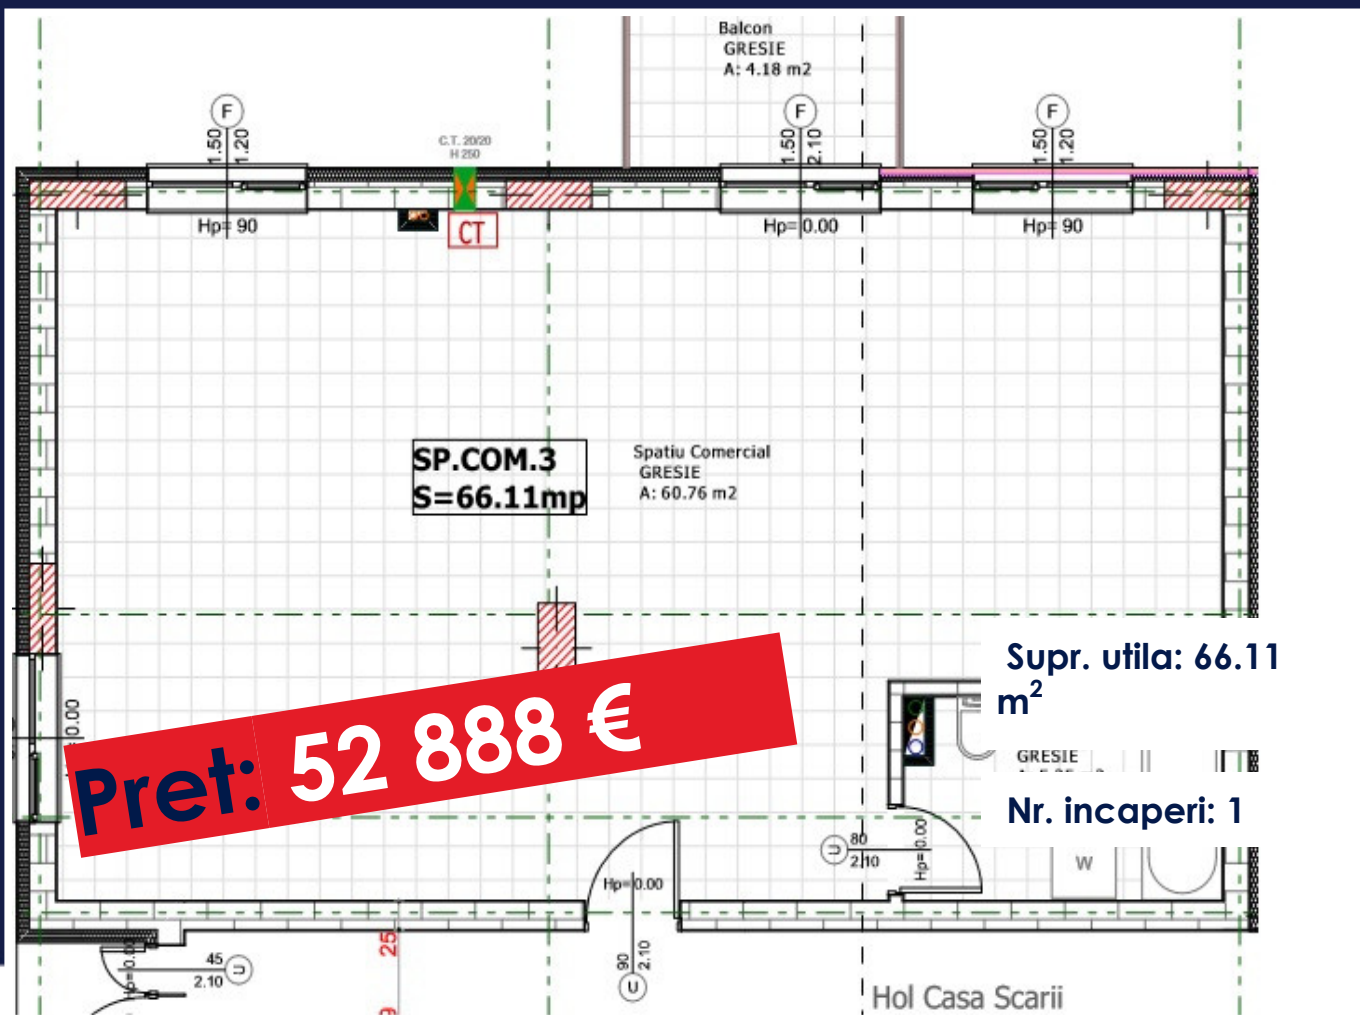 Balcon
GRESIE
A: 4.18 m2
F
1.50
1.20
C.T. 20/20
H 250
F
1.50
2.10
F
1.50
1.20
Hp= 90
CT
Hp= 0.00
Hp= 90
SP.COM.3
S=66.11mp
Spatiu Comercial
GRESIE
A: 60.76 m2
Supr. utila: 66.11
m²
0.00
Pret: 52 888 €
GRESIE
Nr. incaperi: 1
U
80
2.10
Hp= 0.00
W
Hp= 0.00
25
45
2.10
U
Hp= 0.00
90
2.10
U
Hol Casa Scarii